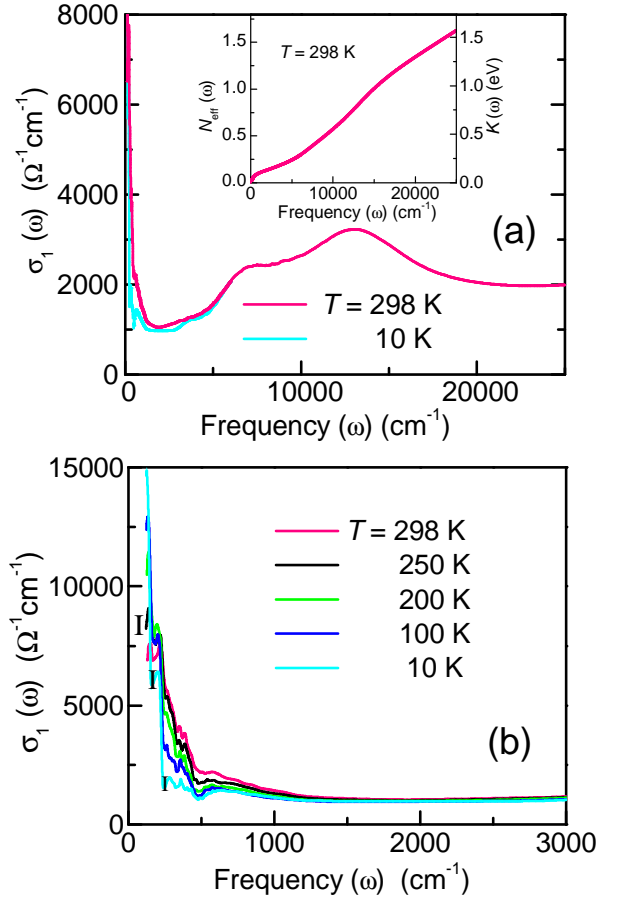 8000
6000
4000
2000
0
σ₁ (ω) (Ω⁻¹cm⁻¹)
1.5
1.0
0.5
0.0
N_eff (ω)
T = 298 K
1.5
1.0
0.5
0.0
K(ω) (eV)
0 10000 20000
Frequency (ω) (cm⁻¹)
(a)
T = 298 K
10 K
0 10000 20000
Frequency (ω) (cm⁻¹)
15000
10000
5000
0
σ₁ (ω) (Ω⁻¹cm⁻¹)
T = 298 K
250 K
200 K
100 K
10 K
(b)
0 1000 2000 3000
Frequency (ω) (cm⁻¹)